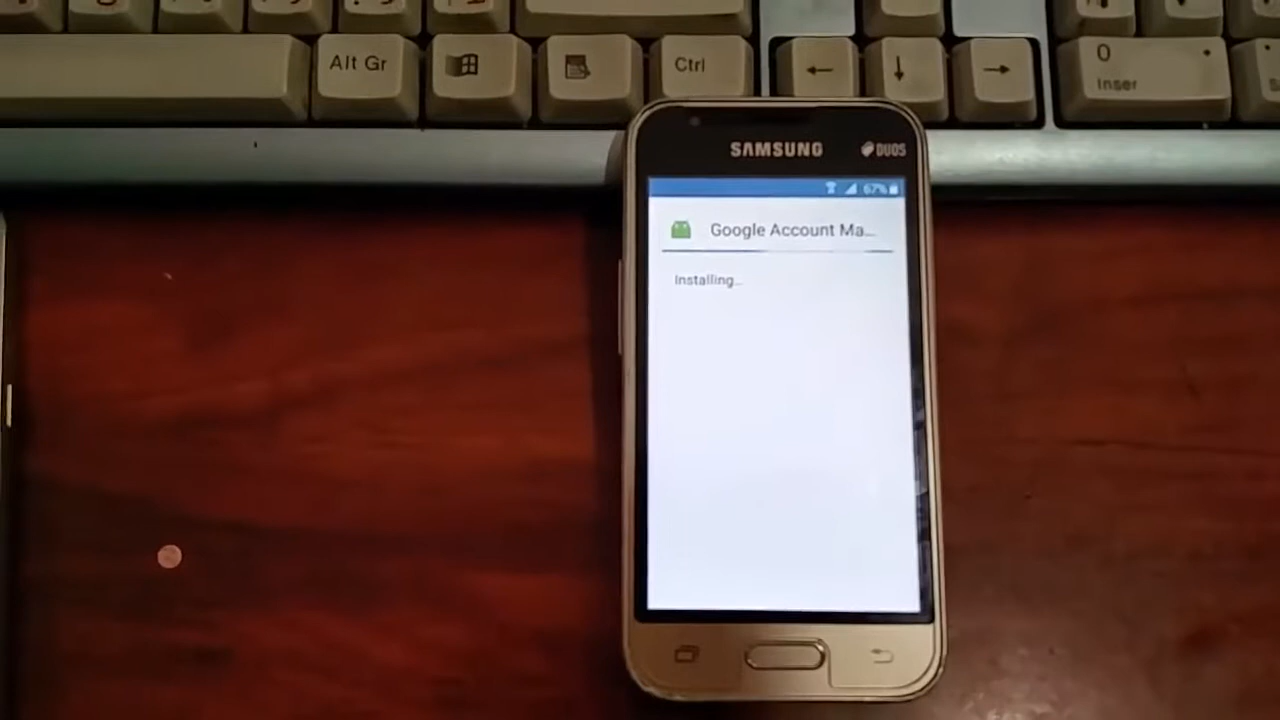 Alt Gr
Ctrl
←
↓
→
0
Inser
SAMSUNG
DUOS
67%
Google Account Ma...
Installing...